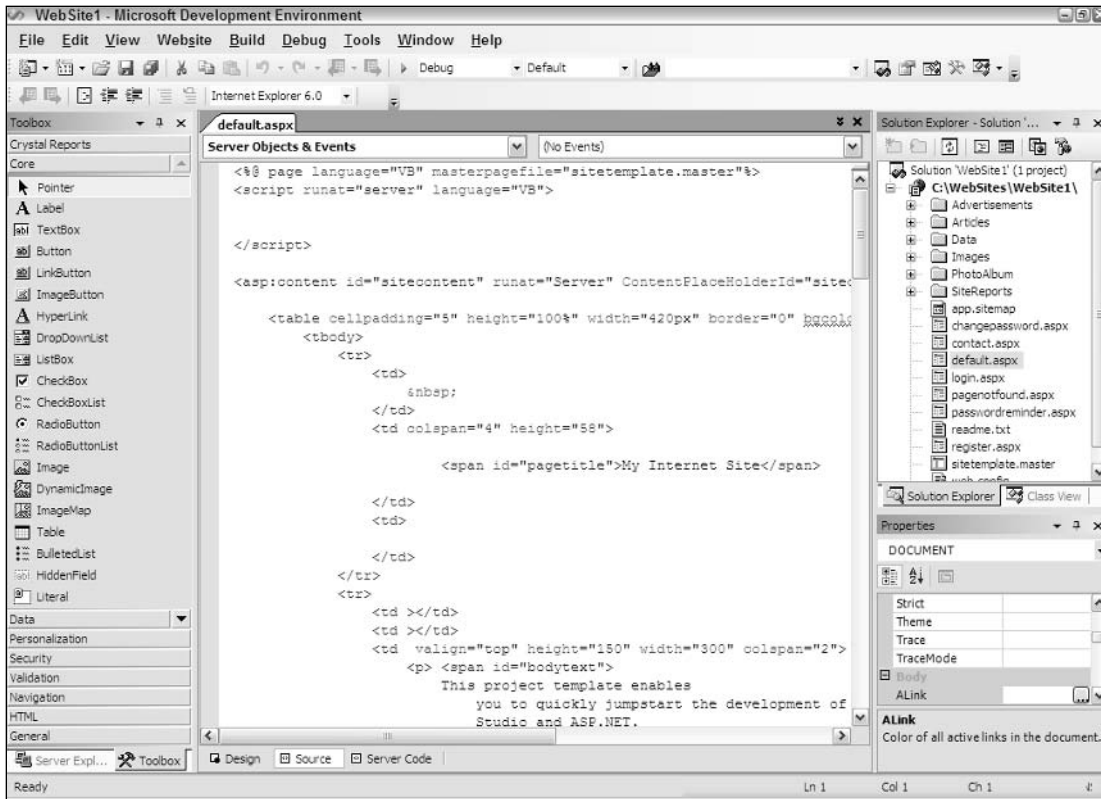 WebSite1 - Microsoft Development Environment
File Edit View Website Build Debug Tools Window Help
Debug Default
Internet Explorer 6.0
Toolbox
Crystal Reports
Core
Pointer
Label
TextBox
Button
LinkButton
ImageButton
HyperLink
DropDownList
ListBox
CheckBox
CheckBoxList
RadioButton
RadioButtonList
Image
DynamicImage
ImageMap
Table
BulletedList
HiddenField
Literal
Data
Personalization
Security
Validation
Navigation
HTML
General
Server Expl... Toolbox
default.aspx
Server Objects & Events (No Events)
<%@ page language="VB" masterpagefile="sitetemplate.master"%>
<script runat="server" language="VB">
</script>
<asp:content id="sitecontent" runat="Server" ContentPlaceHolderId="sitec
<table cellpadding="5" height="100%" width="420px" border="0" bgcolo
<tbody>
<tr>
<td>
&nbsp;
</td>
<td colspan="4" height="58">
<span id="pagetitle">My Internet Site</span>
</td>
<td>
</td>
</tr>
<tr>
<td ></td>
<td ></td>
<td  valign="top" height="150" width="300" colspan="2">
<p> <span id="bodytext">
This project template enables
you to quickly jumpstart the development of
Studio and ASP.NET.
Design Source Server Code
Solution Explorer - Solution '...
Solution 'WebSite1' (1 project)
C:\WebSites\WebSite1\
Advertisements
Articles
Data
Images
PhotoAlbum
SiteReports
app.sitemap
changepassword.aspx
contact.aspx
default.aspx
login.aspx
pagenotfound.aspx
passwordreminder.aspx
readme.txt
register.aspx
sitetemplate.master
web.config
Solution Explorer Class View
Properties
DOCUMENT
Strict
Theme
Trace
TraceMode
Body
ALink
ALink
Color of all active links in the document.
Ready Ln 1 Col 1 Ch 1